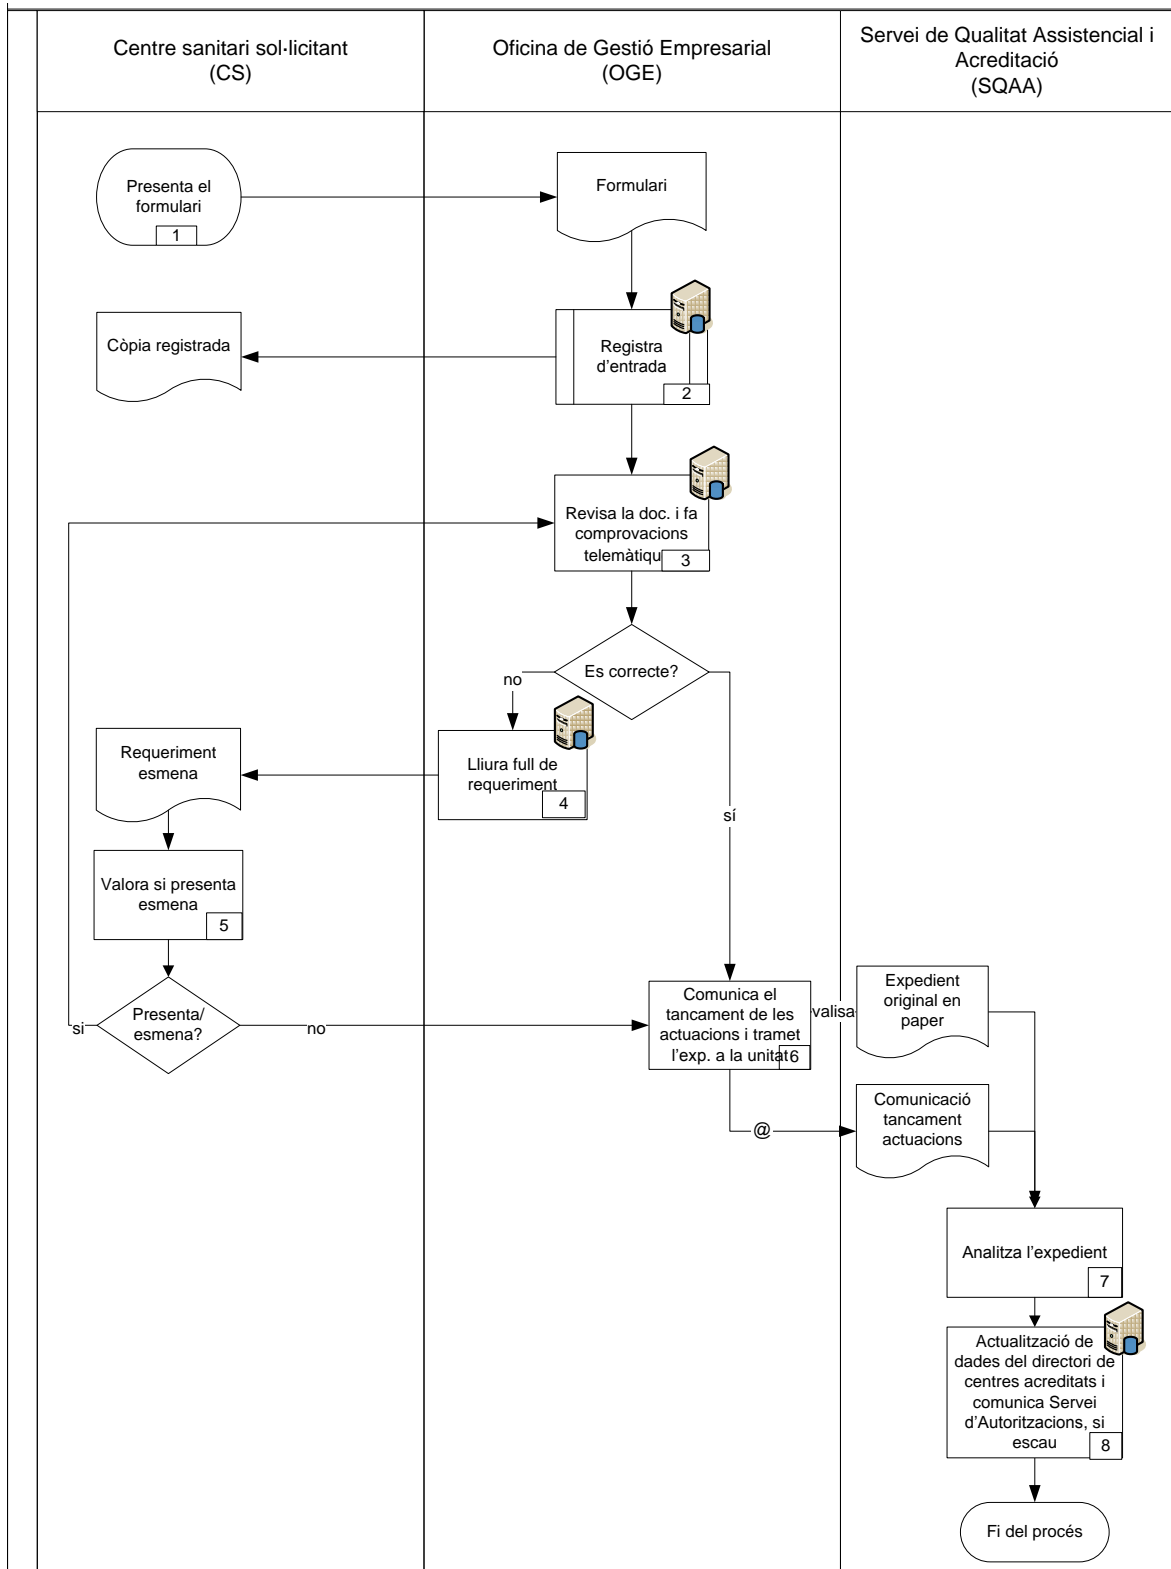 Centre sanitari sol·licitant
(CS)
Oficina de Gestió Empresarial
(OGE)
Servei de Qualitat Assistencial i
Acreditació
(SQAA)
Presenta el
formulari
1
Formulari
Còpia registrada
Registra
d'entrada
2
Revisa la doc. i fa
comprovacions
telemàtiqu
3
Es correcte?
no
sí
Lliura full de
requeriment
4
Requeriment
esmena
Valora si presenta
esmena
5
Presenta/
esmena?
si
no
Comunica el
tancament de les
actuacions i tramet
l'exp. a la unitat
6
valisa
Expedient
original en
paper
@
Comunicació
tancament
actuacions
Analitza l'expedient
7
Actualització de
dades del directori de
centres acreditats i
comunica Servei
d'Autoritzacions, si
escau
8
Fi del procés